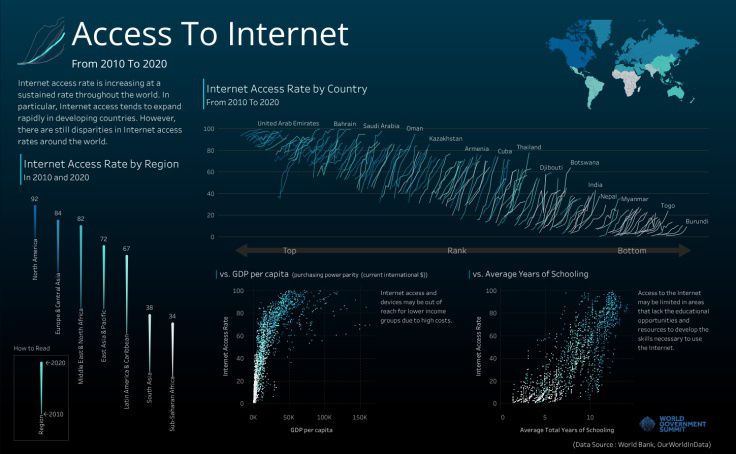 Access To Internet
From 2010 To 2020
Internet access rate is increasing at a
sustained rate throughout the world. In
particular, Internet access tends to expand
rapidly in developing countries. However,
there are still disparities in Internet access
rates around the world.
Internet Access Rate by Region
In 2010 and 2020
92
84
82
72
67
38
34
North America
Europe & Central Asia
Middle East & North Africa
East Asia & Pacific
Latin America & Caribbean
South Asia
Sub-Saharan Africa
How to Read
←2020
←2010
Region
Internet Access Rate by Country
From 2010 To 2020
100
80
60
40
20
0
United Arab Emirates
Bahrain
Saudi Arabia
Oman
Kazakhstan
Armenia
Cuba
Thailand
Djibouti
Botswana
India
Nepal
Myanmar
Togo
Burundi
Top
Rank
Bottom
vs. GDP per capita (purchasing power parity (current international $))
Internet access and
devices may be out of
reach for lower income
groups due to high costs.
Internet Access Rate
100
80
60
40
20
0
0K
50K
100K
150K
GDP per capita
vs. Average Years of Schooling
Access to the Internet
may be limited in areas
that lack the educational
opportunities and
resources to develop the
skills necessary to use
the Internet.
Internet Access Rate
100
80
60
40
20
0
0
5
10
Average Total Years of Schooling
WORLD
GOVERNMENT
SUMMIT
(Data Source : World Bank, OurWorldInData)